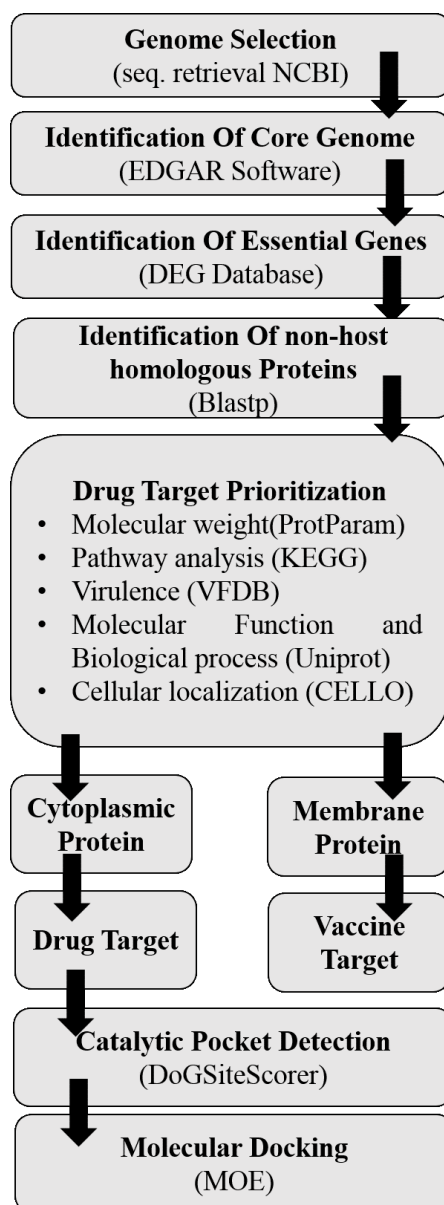 Genome Selection
(seq. retrieval NCBI)
Identification Of Core Genome
(EDGAR Software)
Identification Of Essential Genes
(DEG Database)
Identification Of non-host
homologous Proteins
(Blastp)
Drug Target Prioritization
• Molecular weight(ProtParam)
• Pathway analysis (KEGG)
• Virulence (VFDB)
• Molecular Function and
Biological process (Uniprot)
• Cellular localization (CELLO)
Cytoplasmic
Protein
Membrane
Protein
Drug Target
Vaccine
Target
Catalytic Pocket Detection
(DoGSiteScorer)
Molecular Docking
(MOE)